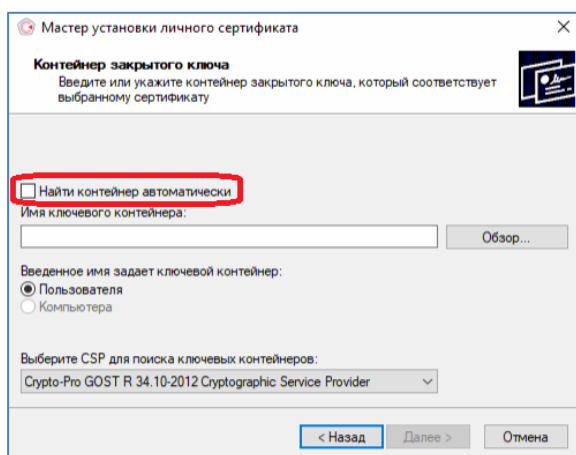 Мастер установки личного сертификата
Контейнер закрытого ключа
Введите или укажите контейнер закрытого ключа, который соответствует
выбранному сертификату
Найти контейнер автоматически
Имя ключевого контейнера:
Обзор...
Введенное имя задает ключевой контейнер:
Пользователя
Компьютера
Выберите CSP для поиска ключевых контейнеров:
Crypto-Pro GOST R 34.10-2012 Cryptographic Service Provider
< Назад Далее > Отмена